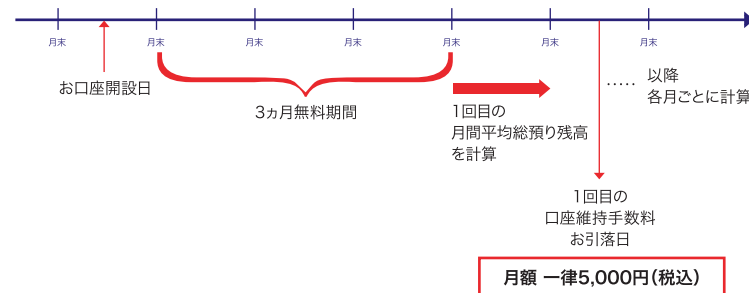 月末 月末 月末 月末 月末 月末 月末
お口座開設日
3ヵ月無料期間
1回目の
月間平均総預り残高
を計算
.....
以降
各月ごとに計算
1回目の
口座維持手数料
お引落日
月額 一律5,000円(税込)